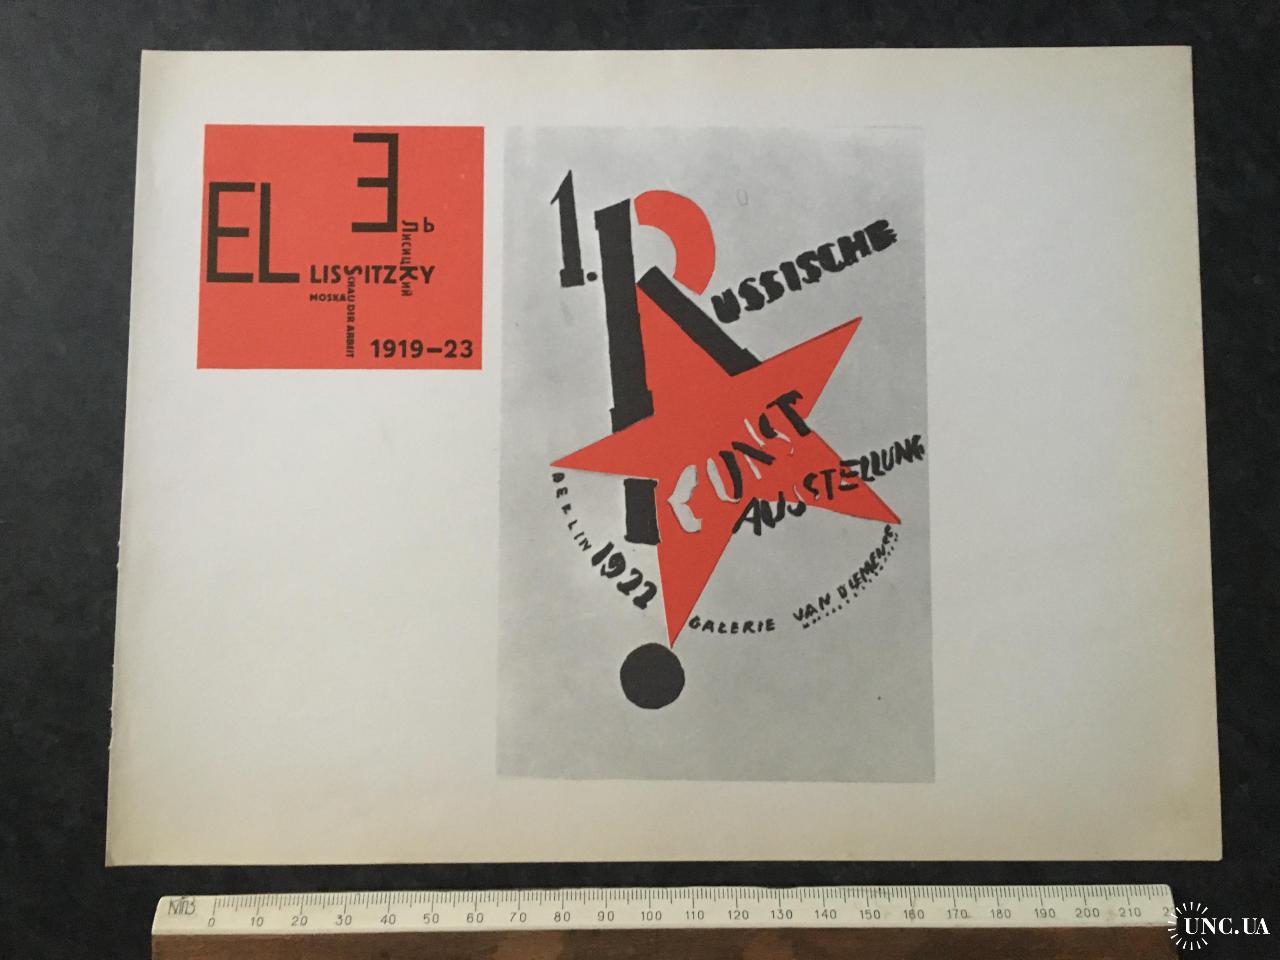 EL
Э
ль
Лисицкий
LISSITZKY
MOSKAU
SCHAU DER ARBEIT
1919–23
1. RUSSISCHE
KUNST
AUSSTELLUNG
BERLIN 1922
GALERIE VAN DIEMEN
0 10 20 30 40 50 60 70 80 90 100 110 120 130 140 150 160 170 180 190 200 210
UNC.UA